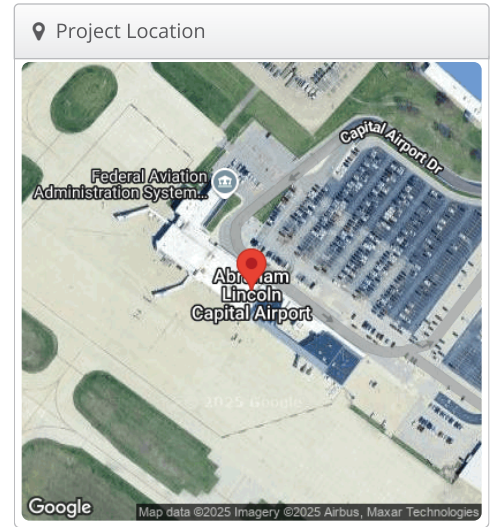 Project Location
Capital Airport Dr
Federal Aviation
Administration System...
Abraham
Lincoln
Capital Airport
2025 Google
Google
Map data ©2025 Imagery ©2025 Airbus, Maxar Technologies